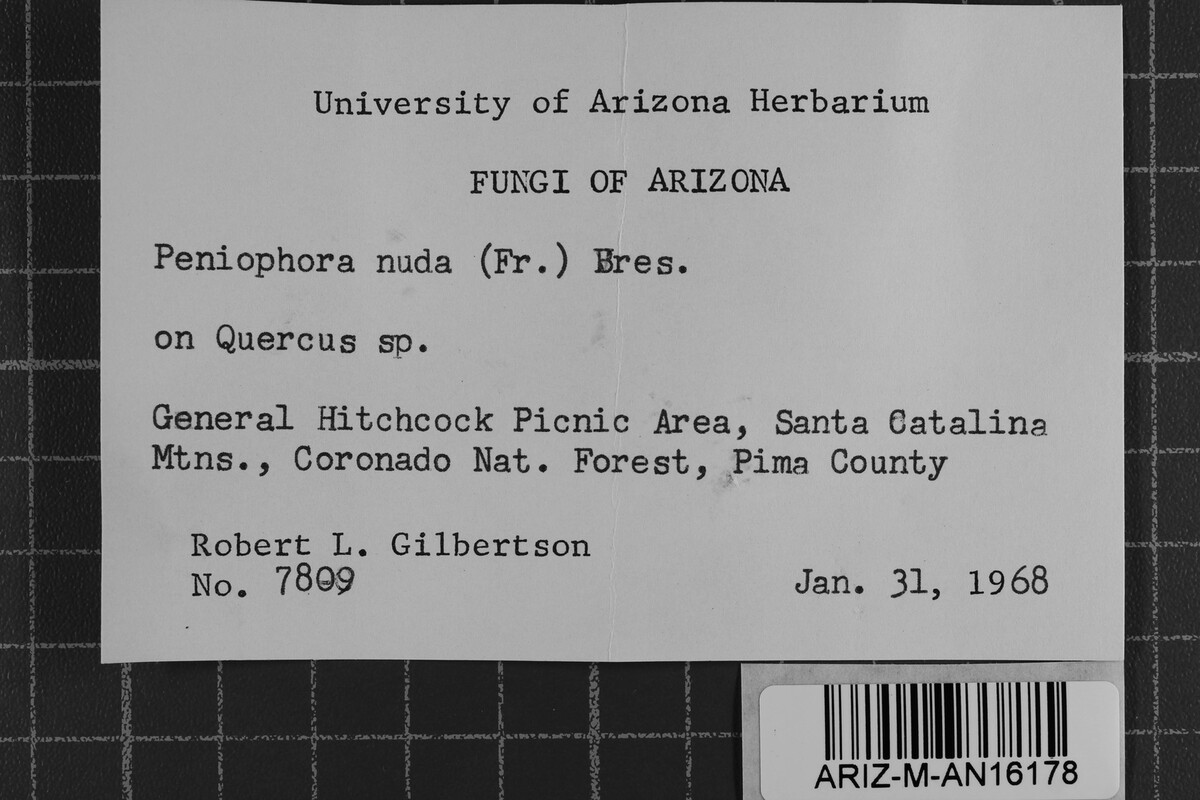 University of Arizona Herbarium
FUNGI OF ARIZONA
Peniophora nuda (Fr.) Bres.
on Quercus sp.
General Hitchcock Picnic Area, Santa Catalina
Mtns., Coronado Nat. Forest, Pima County
Robert L. Gilbertson
No. 7809
Jan. 31, 1968
ARIZ-M-AN16178